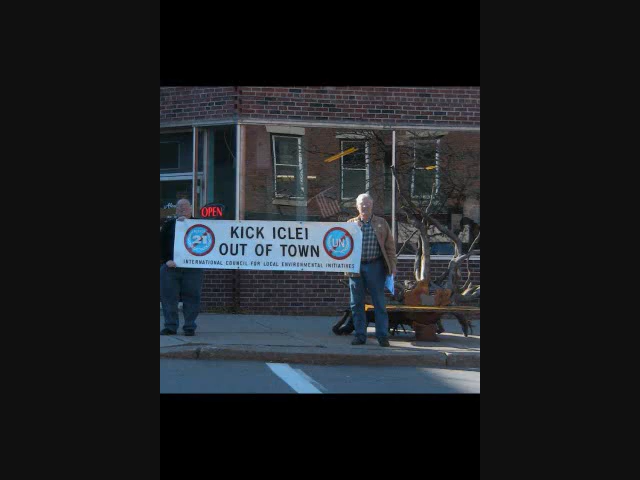 OPEN
KICK ICLEI
OUT OF TOWN
INTERNATIONAL COUNCIL FOR LOCAL ENVIRONMENTAL INITIATIVES
21
UN